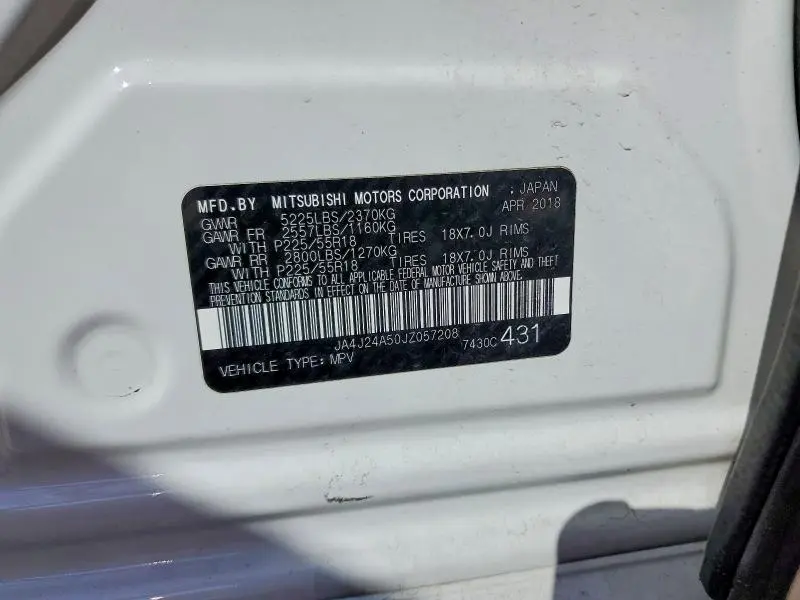 MFD.BY MITSUBISHI MOTORS CORPORATION : JAPAN
GVWR 5225LBS/2370KG APR 2018
GAWR FR 2557LBS/1160KG
WITH P225/55R18 TIRES 18X7.0J RIMS
GAWR RR 2800LBS/1270KG
WITH P225/55R18 TIRES 18X7.0J RIMS
THIS VEHICLE CONFORMS TO ALL APPLICABLE FEDERAL MOTOR VEHICLE SAFETY AND THEFT
PREVENTION STANDARDS IN EFFECT ON THE DATE OF MANUFACTURE SHOWN ABOVE.
JA4J24A50JZ057208 7430C 431
VEHICLE TYPE: MPV